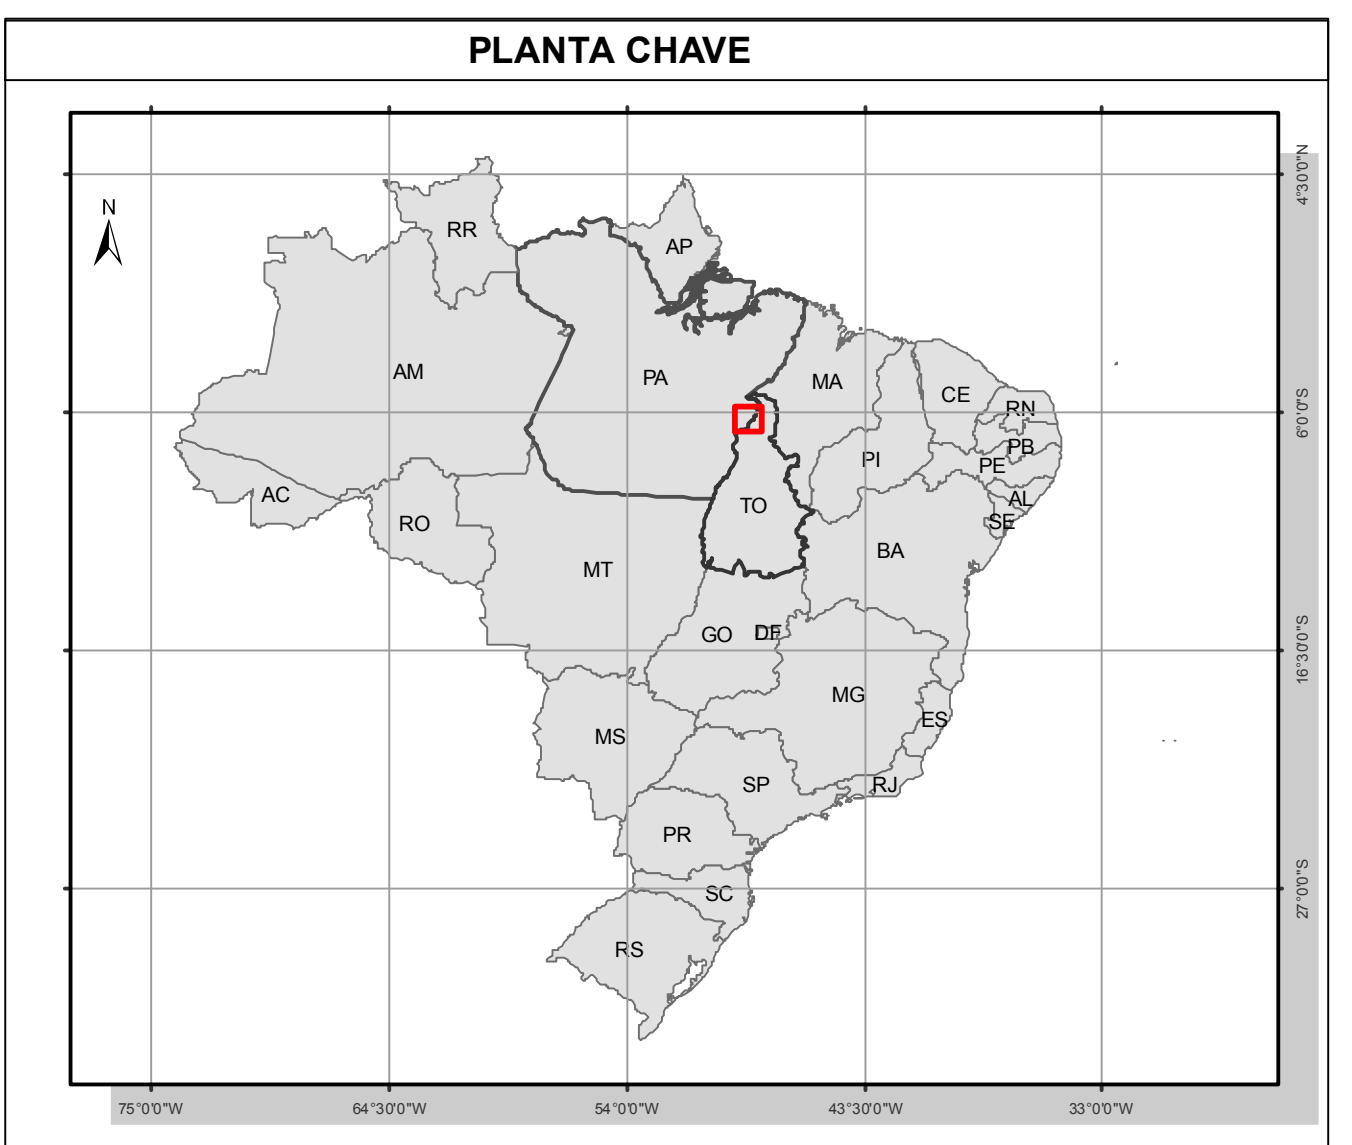 PLANTA CHAVE
4°30'0"N
N
RR
AP
AM
PA
MA
CE
RN
6°0'0"S
PB
PI
PE
AC
AL
TO
SE
RO
BA
MT
GO
DF
16°30'0"S
MG
ES
MS
SP
RJ
PR
SC
27°0'0"S
RS
75°0'0"W 64°30'0"W 54°0'0"W 43°30'0"W 33°0'0"W